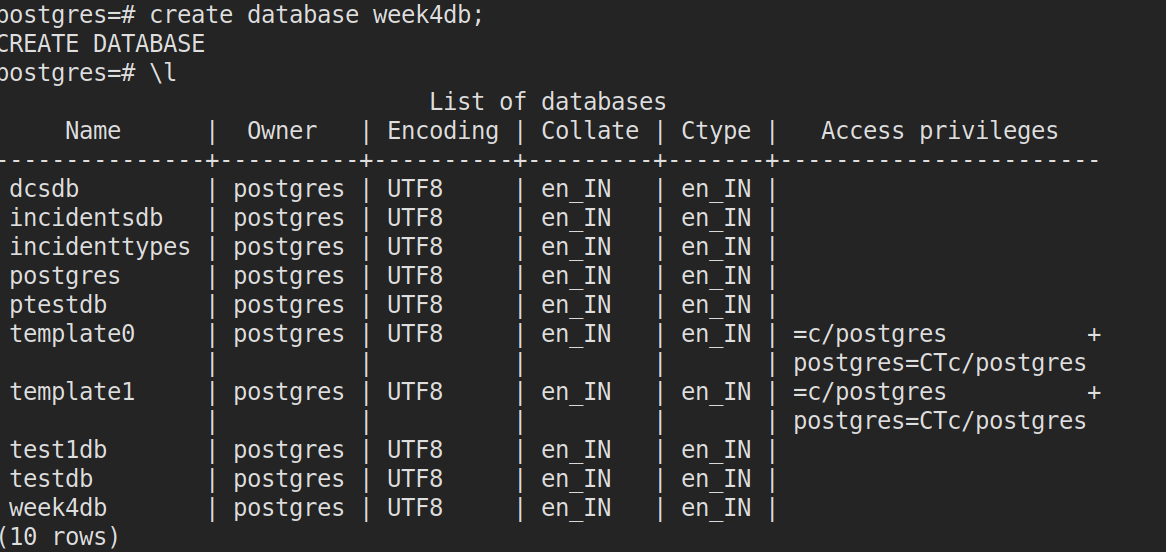 postgres=# create database week4db;
CREATE DATABASE
postgres=# \l
                               List of databases
     Name      |  Owner   | Encoding | Collate | Ctype |   Access privileges
---------------+----------+----------+---------+-------+-----------------------
 dcsdb         | postgres | UTF8     | en_IN   | en_IN |
 incidentsdb   | postgres | UTF8     | en_IN   | en_IN |
 incidenttypes | postgres | UTF8     | en_IN   | en_IN |
 postgres      | postgres | UTF8     | en_IN   | en_IN |
 ptestdb       | postgres | UTF8     | en_IN   | en_IN |
 template0     | postgres | UTF8     | en_IN   | en_IN | =c/postgres          +
               |          |          |         |       | postgres=CTc/postgres
 template1     | postgres | UTF8     | en_IN   | en_IN | =c/postgres          +
               |          |          |         |       | postgres=CTc/postgres
 test1db       | postgres | UTF8     | en_IN   | en_IN |
 testdb        | postgres | UTF8     | en_IN   | en_IN |
 week4db       | postgres | UTF8     | en_IN   | en_IN |
(10 rows)